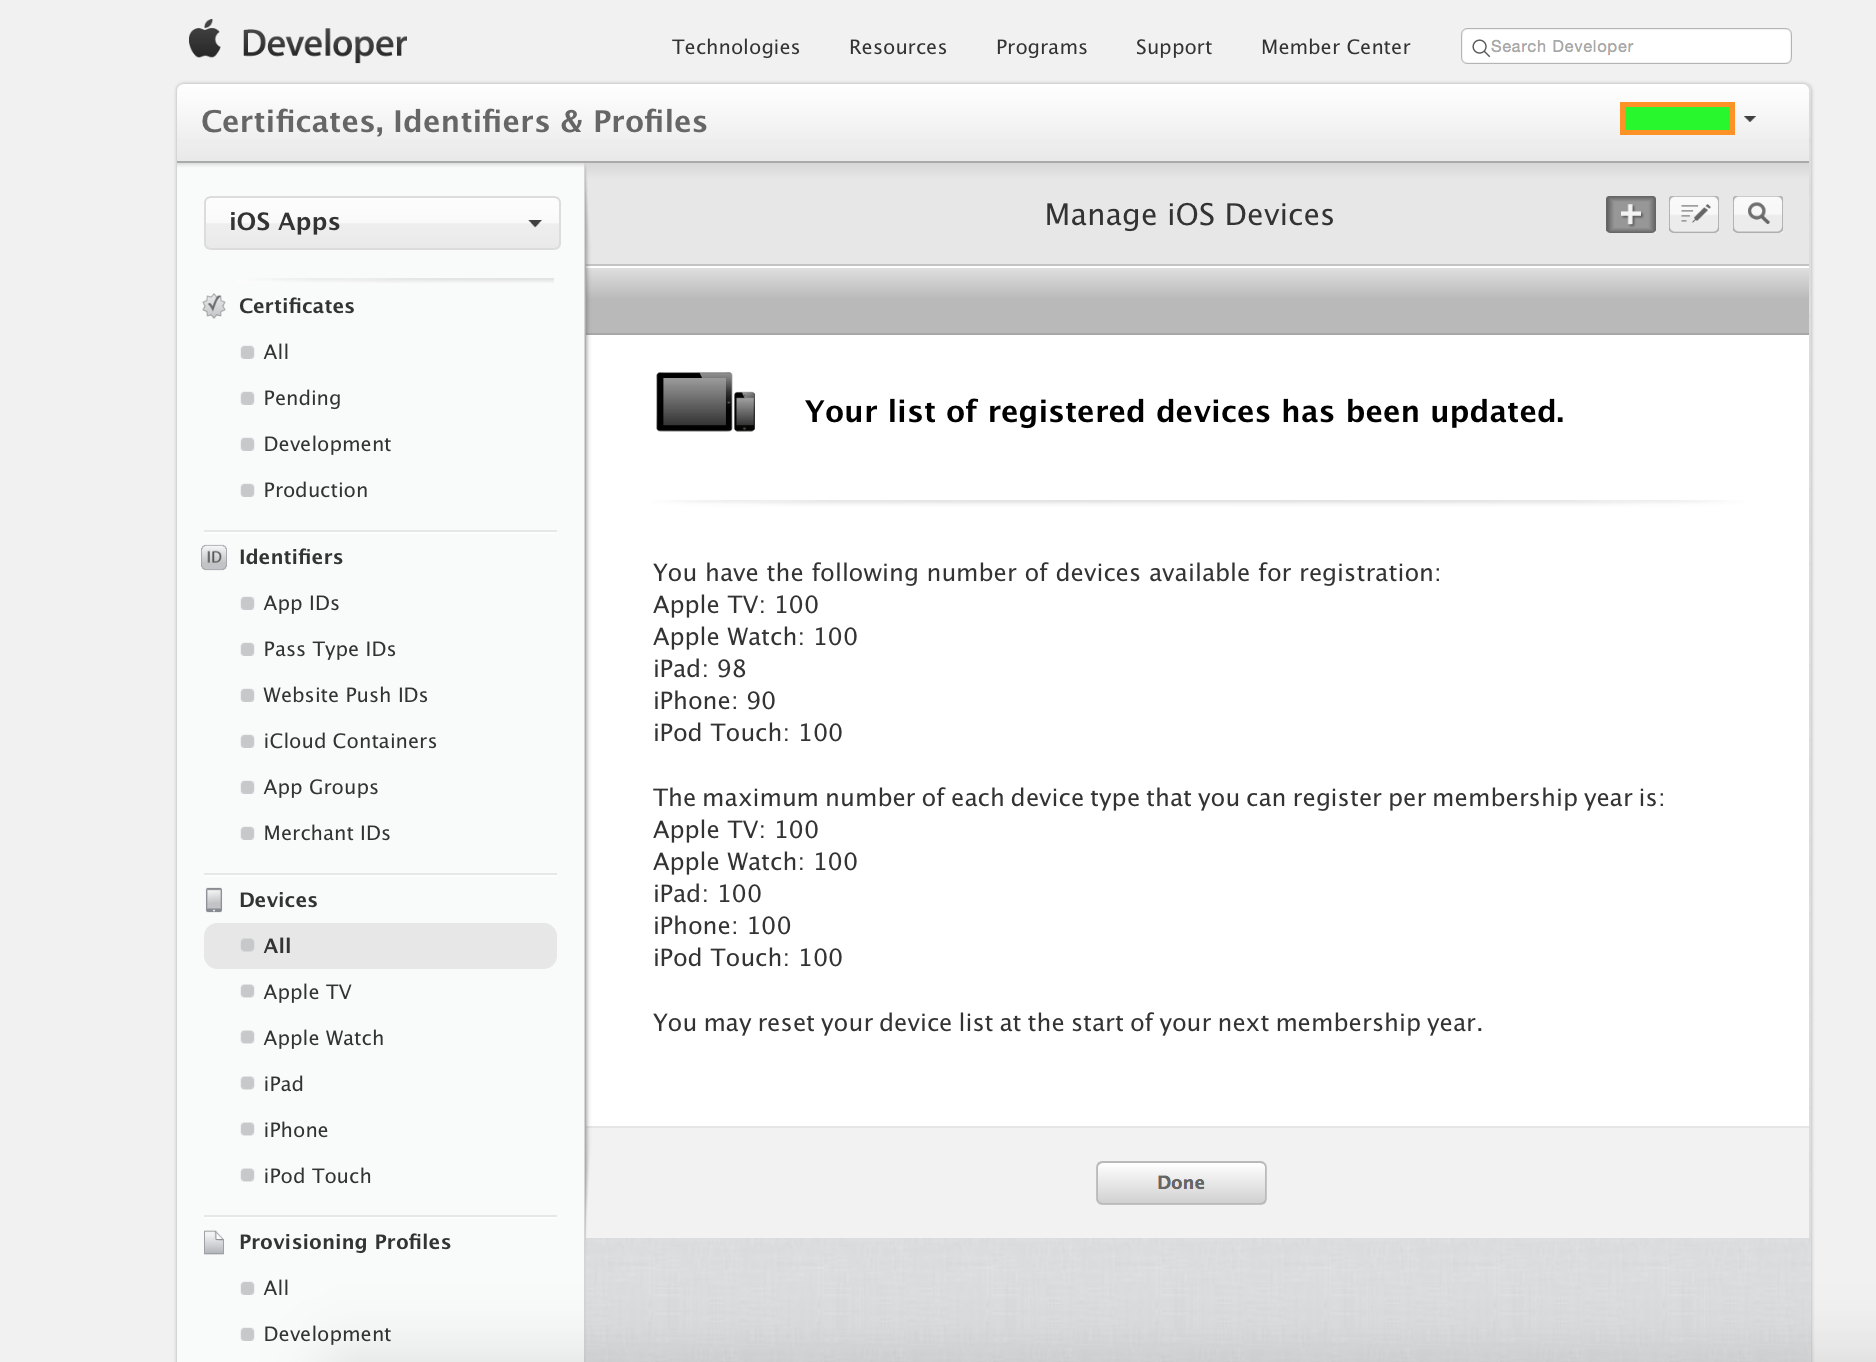 Developer
Technologies
Resources
Programs
Support
Member Center
Search Developer
Certificates, Identifiers & Profiles
iOS Apps
Manage iOS Devices
Certificates
All
Pending
Development
Production
ID
Identifiers
App IDs
Pass Type IDs
Website Push IDs
iCloud Containers
App Groups
Merchant IDs
Devices
All
Apple TV
Apple Watch
iPad
iPhone
iPod Touch
Provisioning Profiles
All
Development
Your list of registered devices has been updated.
You have the following number of devices available for registration:
Apple TV: 100
Apple Watch: 100
iPad: 98
iPhone: 90
iPod Touch: 100
The maximum number of each device type that you can register per membership year is:
Apple TV: 100
Apple Watch: 100
iPad: 100
iPhone: 100
iPod Touch: 100
You may reset your device list at the start of your next membership year.
Done